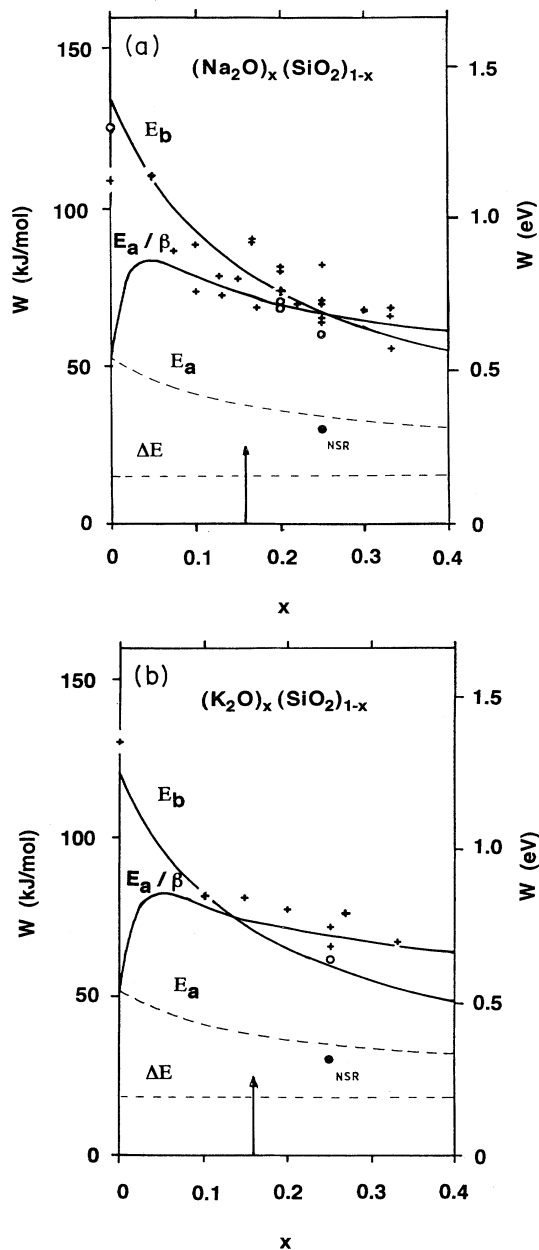 (a)
(Na2O)x(SiO2)1-x
150
1.5
Eb
W (kJ/mol)
W (eV)
100
1.0
Ea / β
Ea
50
0.5
NSR
ΔE
0
0
0 0.1 0.2 0.3 0.4
x
(b)
(K2O)x(SiO2)1-x
150
1.5
Eb
W (kJ/mol)
W (eV)
100
1.0
Ea / β
Ea
50
0.5
NSR
ΔE
0
0
0 0.1 0.2 0.3 0.4
x